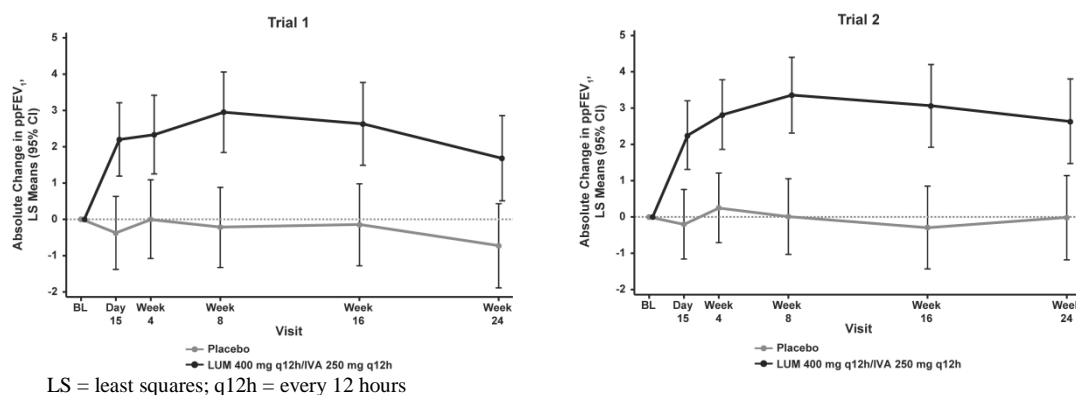 Trial 1
Absolute Change in ppFEV1,
LS Means (95% CI)
5
4
3
2
1
0
-1
-2
BL
Day 15
Week 4
Week 8
Week 16
Week 24
Visit
Placebo
LUM 400 mg q12h/IVA 250 mg q12h
Trial 2
Absolute Change in ppFEV1,
LS Means (95% CI)
5
4
3
2
1
0
-1
-2
BL
Day 15
Week 4
Week 8
Week 16
Week 24
Visit
Placebo
LUM 400 mg q12h/IVA 250 mg q12h
LS = least squares; q12h = every 12 hours